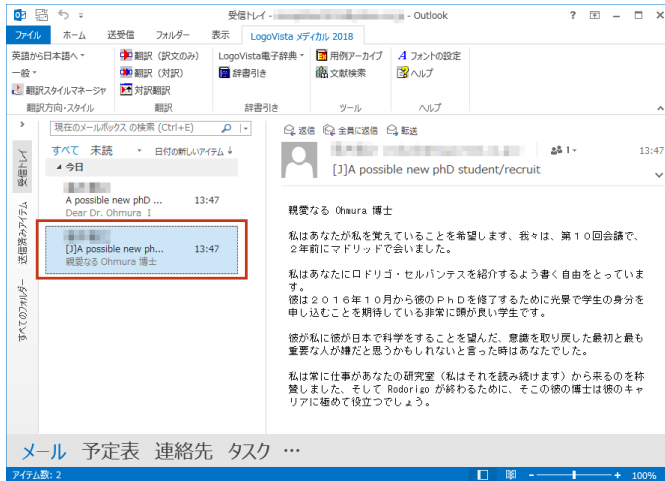 受信トレイ - - Outlook
ファイル ホーム 送受信 フォルダー 表示 LogoVista メディカル 2018
英語から日本語へ 翻訳（訳文のみ） LogoVista電子辞典 用例アーカイブ フォントの設定
一般 翻訳（対訳） 辞書引き 文献検索 ヘルプ
翻訳スタイルマネージャ 対訳翻訳
翻訳方向・スタイル 翻訳 辞書引き ツール ヘルプ
現在のメールボックス の検索 (Ctrl+E)
すべて 未読 日付の新しいアイテム ↓
今日
A possible new phD ... 13:47
Dear Dr. Ohmura I
[J]A possible new ph... 13:47
親愛なる Ohmura 博士
受信トレイ
送信済みアイテム
すべてのフォルダー
返信 全員に返信 転送
1 13:47
[J]A possible new phD student/recruit
親愛なる Ohmura 博士
私はあなたが私を覚えていることを希望します、我々は、第１０回会議で、
２年前にマドリッドで会いました。
私はあなたにロドリゴ・セルバンテスを紹介するよう書く自由をとっていま
す。
彼は２０１６年１０月から彼のＰｈＤを修了するために光景で学生の身分を
申し込むことを期待している非常に頭が良い学生です。
彼が私に彼が日本で科学をすることを望んだ、意識を取り戻した最初と最も
重要な人が嫌だと思うかもしれないと言った時はあなたでした。
私は常に仕事があなたの研究室（私はそれを読み続けます）から来るのを称
賛しました、そして Rodorigo が終わるために、そこの彼の博士は彼のキャ
リアに極めて役立つでしょう。
メール 予定表 連絡先 タスク ···
アイテム数: 2 100%